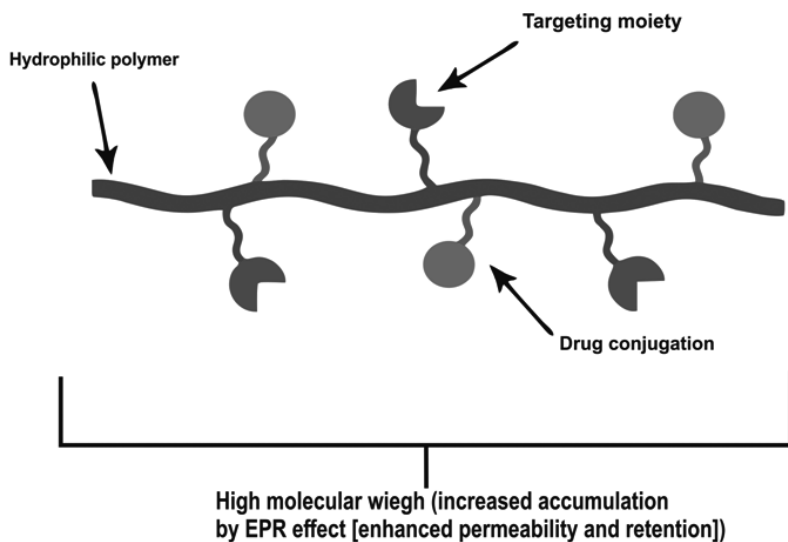 Targeting moiety
Hydrophilic polymer
Drug conjugation
High molecular wiegh (increased accumulation
by EPR effect [enhanced permeability and retention])